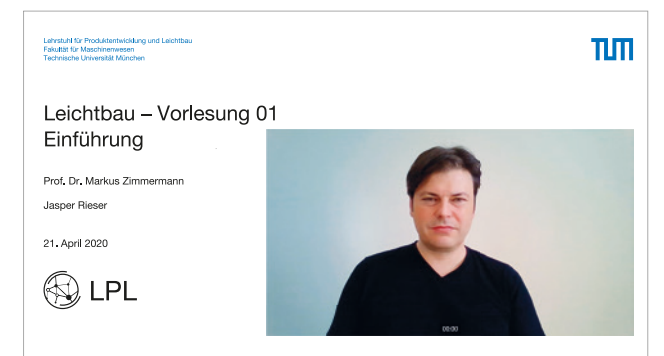 Lehrstuhl für Produktentwicklung und Leichtbau
Fakultät für Maschinenwesen
Technische Universität München
TUM
Leichtbau – Vorlesung 01
Einführung
Prof. Dr. Markus Zimmermann
Jasper Rieser
21. April 2020
LPL
00:00